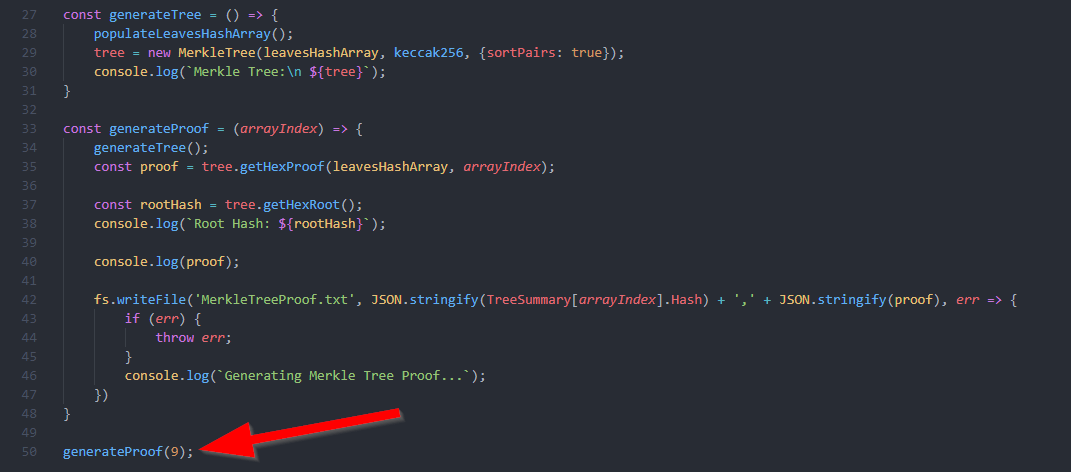 27 const generateTree = () => {
28     populateLeavesHashArray();
29     tree = new MerkleTree(leavesHashArray, keccak256, {sortPairs: true});
30     console.log(`Merkle Tree:\n ${tree}`);
31 }
32
33 const generateProof = (arrayIndex) => {
34     generateTree();
35     const proof = tree.getHexProof(leavesHashArray, arrayIndex);
36
37     const rootHash = tree.getHexRoot();
38     console.log(`Root Hash: ${rootHash}`);
39
40     console.log(proof);
41
42     fs.writeFile('MerkleTreeProof.txt', JSON.stringify(TreeSummary[arrayIndex].Hash) + ',' + JSON.stringify(proof), err => {
43         if (err) {
44             throw err;
45         }
46         console.log(`Generating Merkle Tree Proof...`);
47     })
48 }
49
50 generateProof(9);